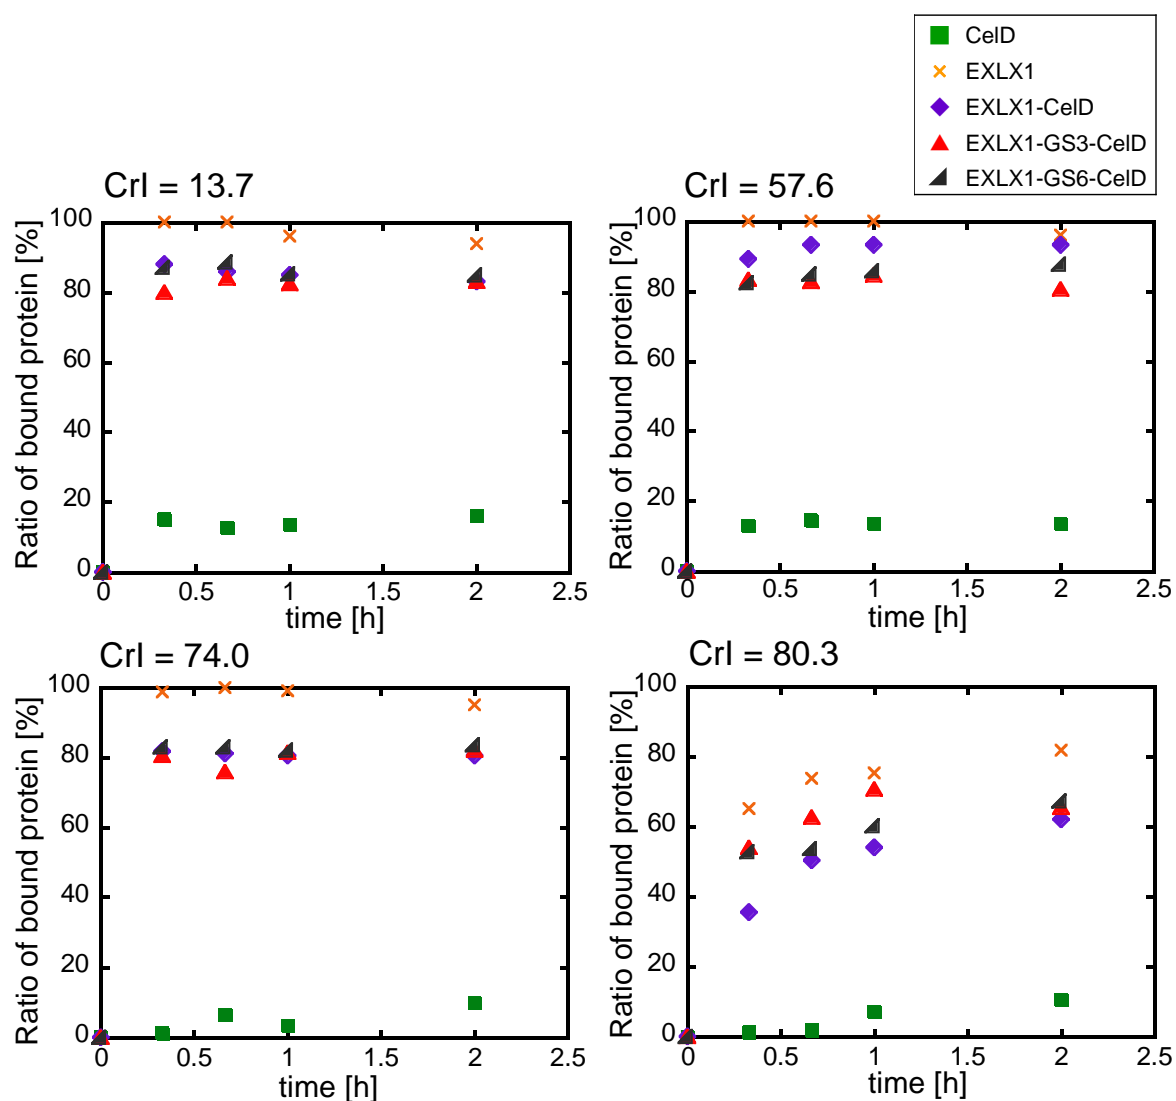 CelD
EXLX1
EXLX1-CelD
EXLX1-GS3-CelD
EXLX1-GS6-CelD
CrI = 13.7
Ratio of bound protein [%]
100
80
60
40
20
0
0 0.5 1 1.5 2 2.5
time [h]
CrI = 57.6
Ratio of bound protein [%]
100
80
60
40
20
0
0 0.5 1 1.5 2 2.5
time [h]
CrI = 74.0
Ratio of bound protein [%]
100
80
60
40
20
0
0 0.5 1 1.5 2 2.5
time [h]
CrI = 80.3
Ratio of bound protein [%]
100
80
60
40
20
0
0 0.5 1 1.5 2 2.5
time [h]